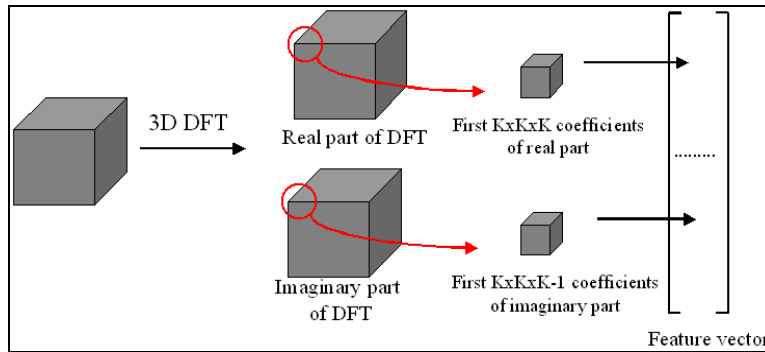 3D DFT
Real part of DFT
First KxKxK coefficients
of real part
.........
Imaginary part
of DFT
First KxKxK-1 coefficients
of imaginary part
Feature vector